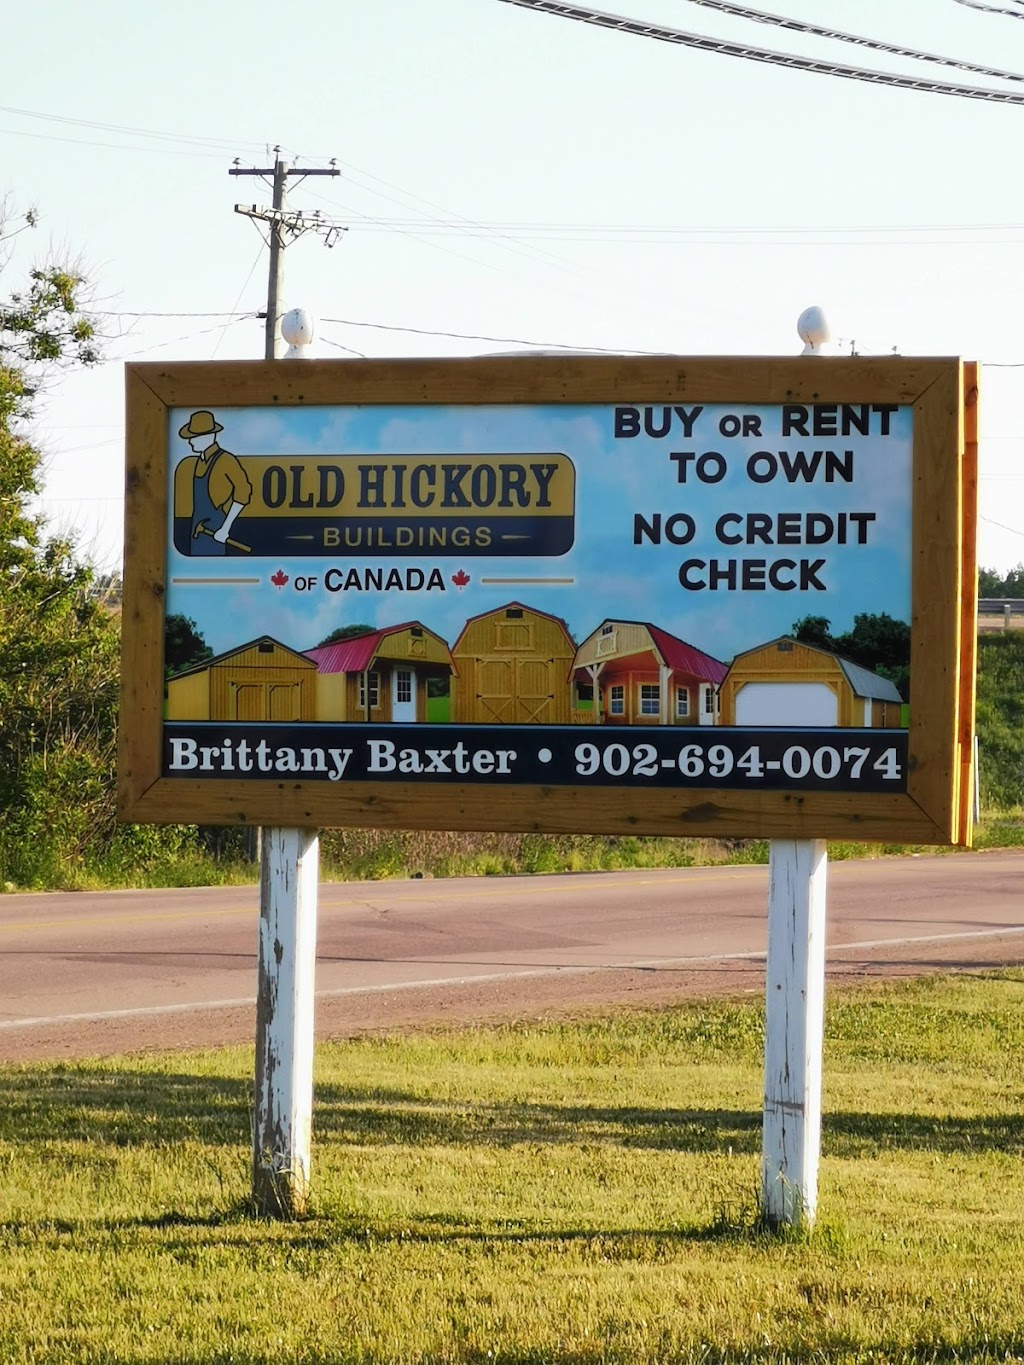 OLD HICKORY
BUILDINGS
OF CANADA
BUY OR RENT
TO OWN
NO CREDIT
CHECK
Brittany Baxter • 902-694-0074